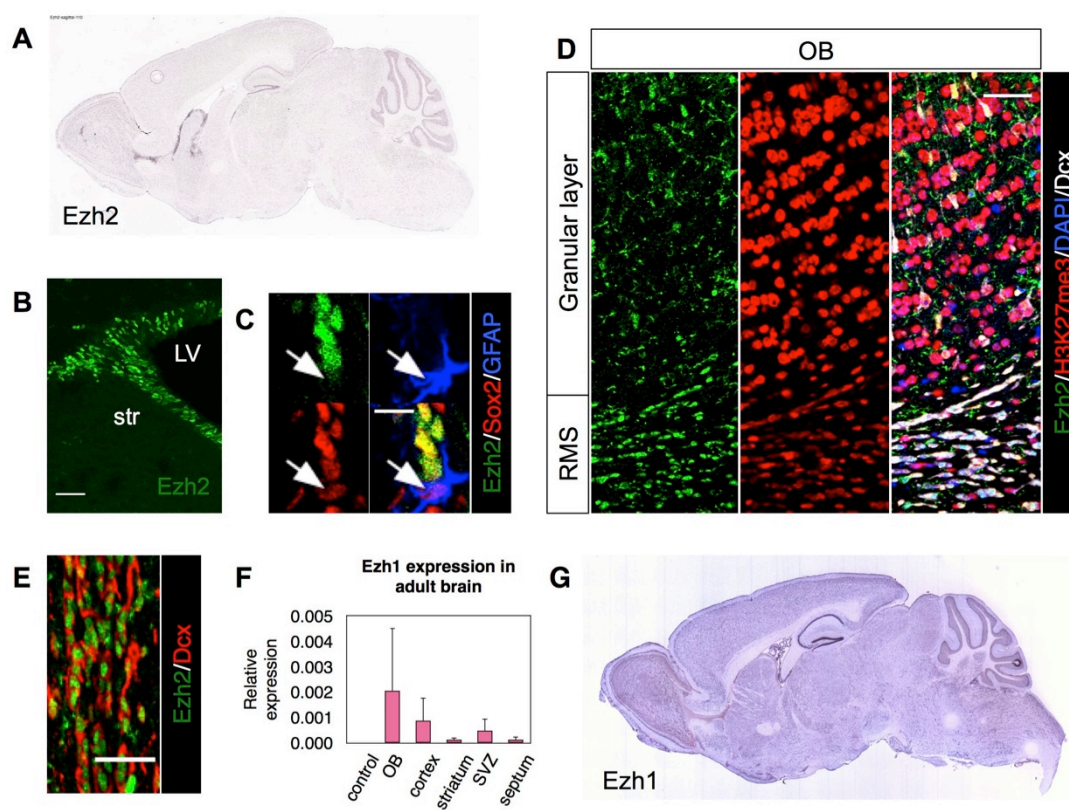 A
Ezh2
B
LV
str
Ezh2
C
Ezh2/Sox2/GFAP
D
OB
Granular layer
RMS
Ezh2/H3K27me3/DAPI/Dcx
E
Ezh2/Dcx
F
Ezh1 expression in
adult brain
Relative
expression
0.005
0.004
0.003
0.002
0.001
0.000
control
OB
cortex
striatum
SVZ
septum
G
Ezh1